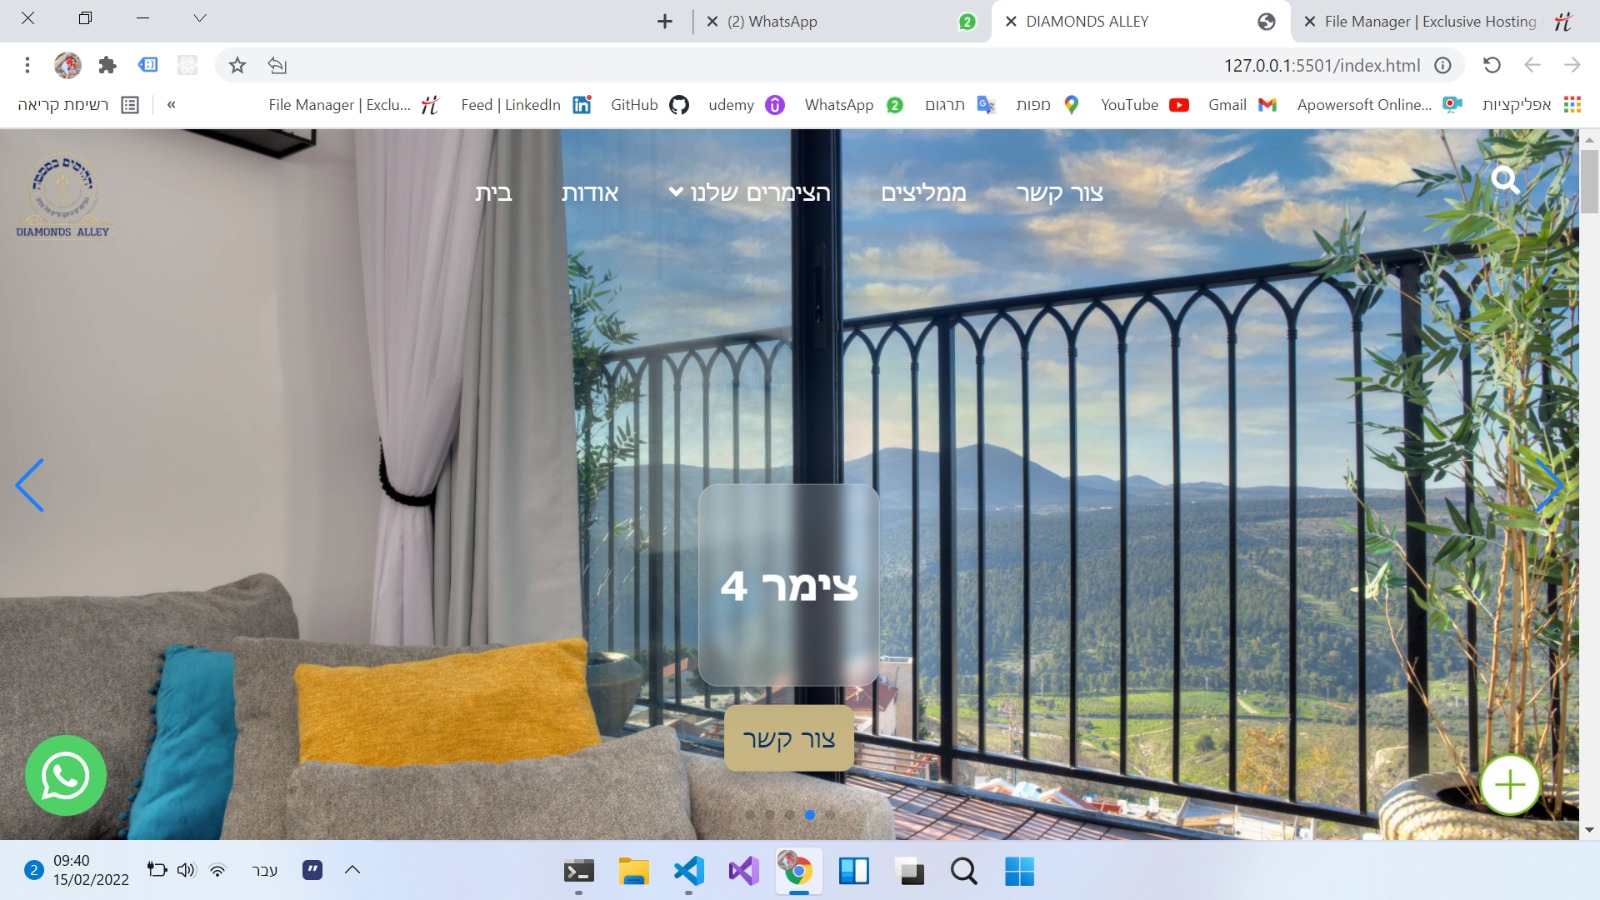 (2) WhatsApp
DIAMONDS ALLEY
File Manager | Exclusive Hosting
127.0.0.1:5501/index.html
אפליקציות
Apowersoft Online...
Gmail
YouTube
מפות
תרגום
WhatsApp
udemy
GitHub
Feed | LinkedIn
File Manager | Exclu...
»
רשימת קריאה
DIAMONDS ALLEY
צור קשר
ממליצים
הצימרים שלנו
אודות
בית
צימר 4
צור קשר
2
09:40
15/02/2022
עבר